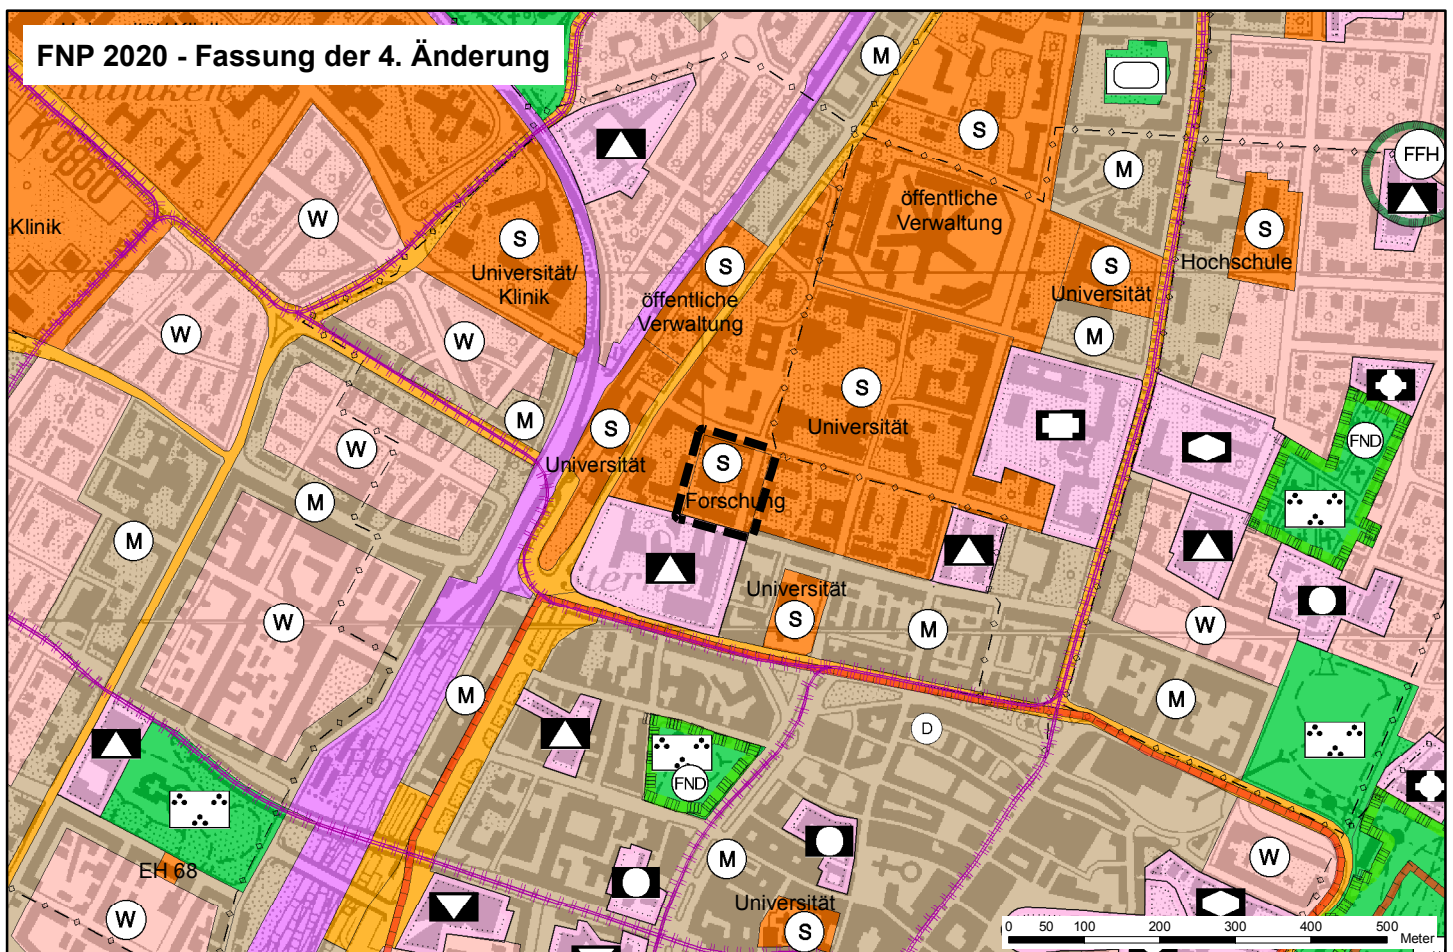 FNP 2020 - Fassung der 4. Änderung
M
S
M
FFH
K 9860
W
öffentliche
Verwaltung
S
Hochschule
Klinik
S
Universität/
Klinik
S
öffentliche
Verwaltung
S
Universität
W
W
M
M
S
Universität
FND
S
Universität
S
Forschung
W
M
M
M
Universität
S
M
W
W
M
M
D
FND
EH 68
W
M
W
Universität
S
0 50 100 200 300 400 500
Meter